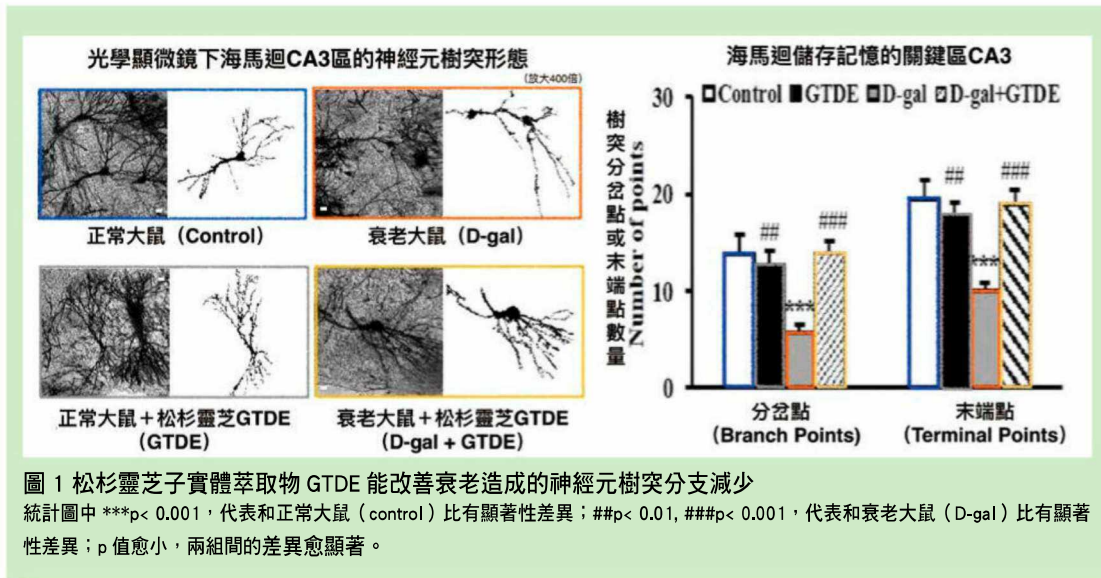 光學顯微鏡下海馬迴CA3區的神經元樹突形態
(放大400倍)
正常大鼠（Control）
衰老大鼠（D-gal）
正常大鼠＋松杉靈芝GTDE
(GTDE)
衰老大鼠＋松杉靈芝GTDE
(D-gal + GTDE)
海馬迴儲存記憶的關鍵區CA3
Control GTDE D-gal D-gal+GTDE
樹突分岔點或末端點數量
Number of points
30
20
10
0
## 
***
###
##
***
###
分岔點
（Branch Points)
末端點
（Terminal Points)
圖 1 松杉靈芝子實體萃取物 GTDE 能改善衰老造成的神經元樹突分支減少
統計圖中 ***p< 0.001，代表和正常大鼠（control）比有顯著性差異；##p< 0.01, ###p< 0.001，代表和衰老大鼠（D-gal）比有顯著
性差異；p 值愈小，兩組間的差異愈顯著。